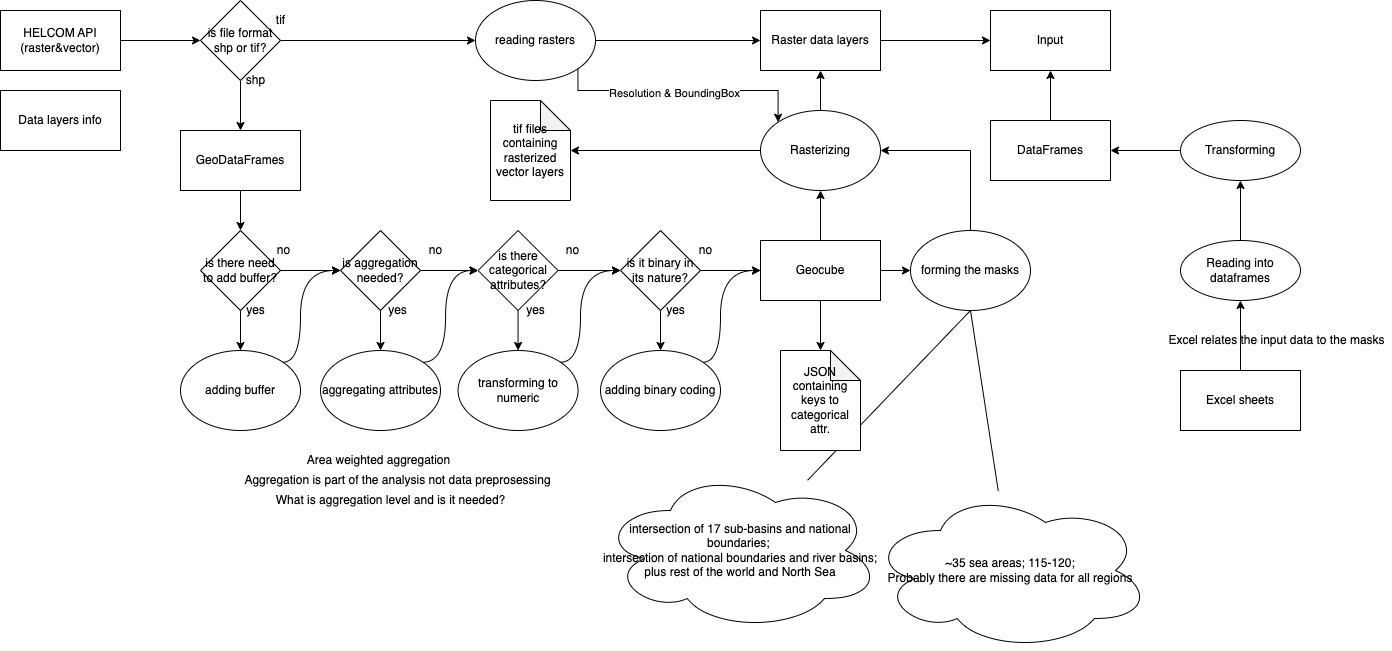 HELCOM API
(raster&vector)
is file format
shp or tif?
tif
shp
reading rasters
Raster data layers
Input
Resolution & BoundingBox
Data layers info
GeoDataFrames
tif files
containing
rasterized
vector layers
Rasterizing
DataFrames
Transforming
is there need
to add buffer?
no
yes
is aggregation
needed?
no
yes
is there
categorical
attributes?
no
yes
is it binary in
its nature?
no
yes
Geocube
forming the masks
Reading into
dataframes
Excel relates the input data to the masks
Excel sheets
adding buffer
aggregating attributes
transforming to
numeric
adding binary coding
JSON
containing
keys to
categorical
attr.
Area weighted aggregation
Aggregation is part of the analysis not data preprosessing
What is aggregation level and is it needed?
intersection of 17 sub-basins and national
boundaries;
intersection of national boundaries and river basins;
plus rest of the world and North Sea
~35 sea areas; 115-120;
Probably there are missing data for all regions